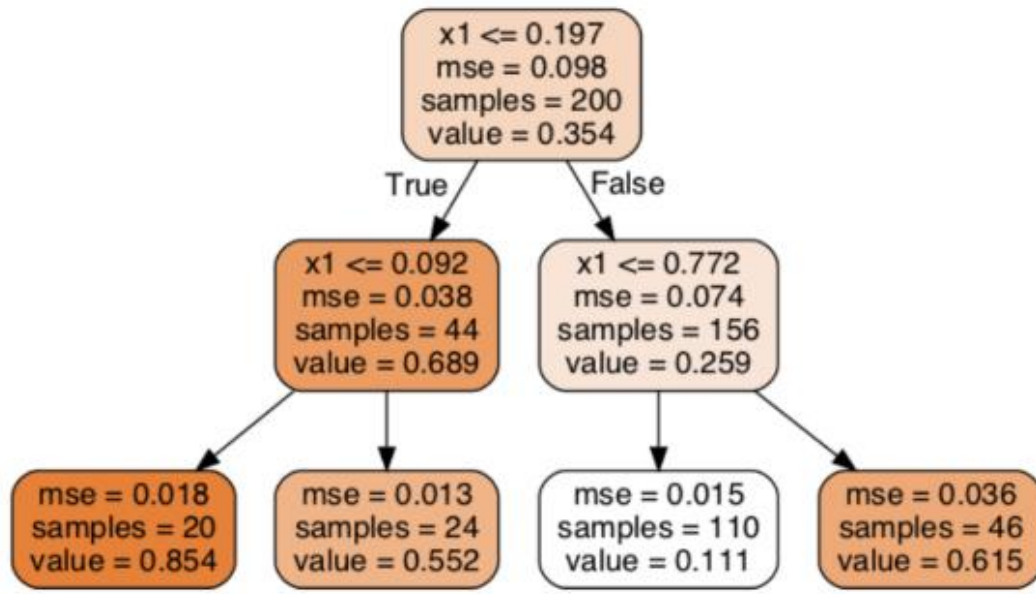 x1 <= 0.197
mse = 0.098
samples = 200
value = 0.354
True
False
x1 <= 0.092
mse = 0.038
samples = 44
value = 0.689
x1 <= 0.772
mse = 0.074
samples = 156
value = 0.259
mse = 0.018
samples = 20
value = 0.854
mse = 0.013
samples = 24
value = 0.552
mse = 0.015
samples = 110
value = 0.111
mse = 0.036
samples = 46
value = 0.615